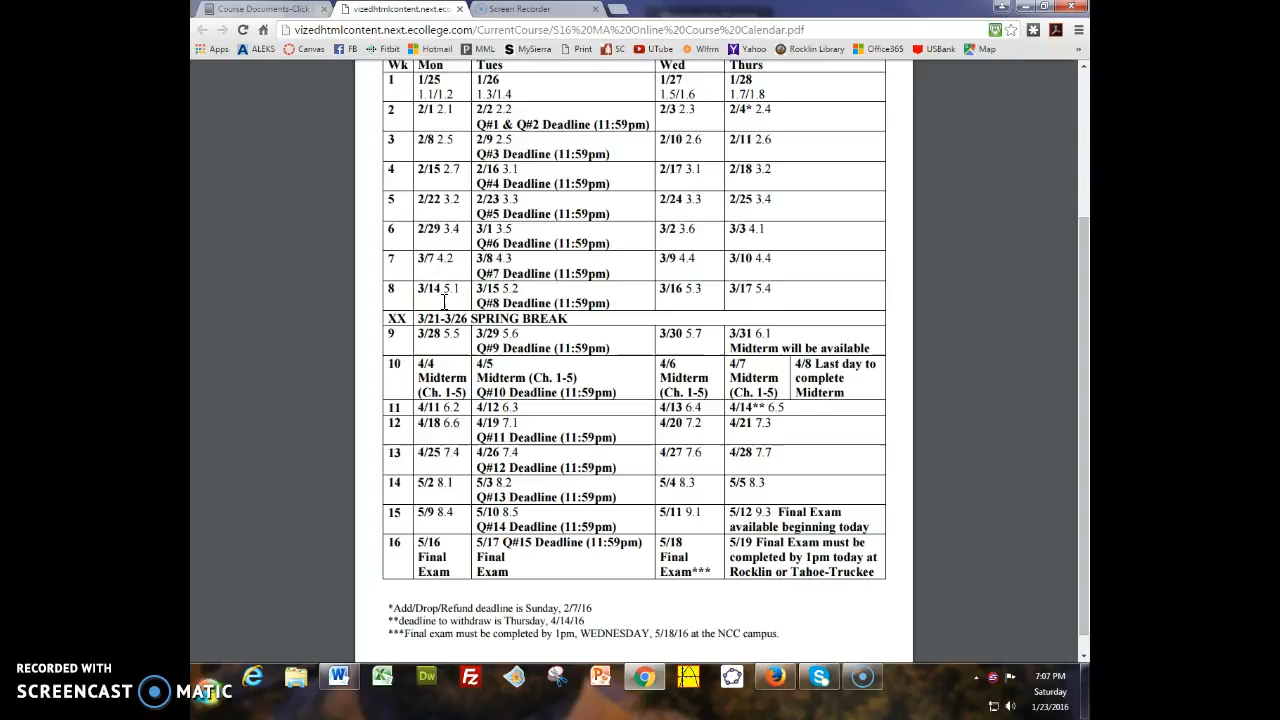 Course Documents-Click
vizedhtmlcontent.next.ec
Screen Recorder
vizedhtmlcontent.next.ecollege.com/CurrentCourse/S16%20MA%20Online%20Course%20Calendar.pdf
Apps ALEKS Canvas FB Fitbit Hotmail MML MySierra Print SC UTube Wlfrm Yahoo Rocklin Library Office365 USBank Map
Wk Mon Tues Wed Thurs
1 1/25 1/26 1/27 1/28
1.1/1.2 1.3/1.4 1.5/1.6 1.7/1.8
2 2/1 2.1 2/2 2.2 2/3 2.3 2/4* 2.4
Q#1 & Q#2 Deadline (11:59pm)
3 2/8 2.5 2/9 2.5 2/10 2.6 2/11 2.6
Q#3 Deadline (11:59pm)
4 2/15 2.7 2/16 3.1 2/17 3.1 2/18 3.2
Q#4 Deadline (11:59pm)
5 2/22 3.2 2/23 3.3 2/24 3.3 2/25 3.4
Q#5 Deadline (11:59pm)
6 2/29 3.4 3/1 3.5 3/2 3.6 3/3 4.1
Q#6 Deadline (11:59pm)
7 3/7 4.2 3/8 4.3 3/9 4.4 3/10 4.4
Q#7 Deadline (11:59pm)
8 3/14 5.1 3/15 5.2 3/16 5.3 3/17 5.4
Q#8 Deadline (11:59pm)
XX 3/21-3/26 SPRING BREAK
9 3/28 5.5 3/29 5.6 3/30 5.7 3/31 6.1
Q#9 Deadline (11:59pm) Midterm will be available
10 4/4 4/5 4/6 4/7 4/8 Last day to
Midterm Midterm (Ch. 1-5) Midterm Midterm complete
(Ch. 1-5) Q#10 Deadline (11:59pm) (Ch. 1-5) (Ch. 1-5) Midterm
11 4/11 6.2 4/12 6.3 4/13 6.4 4/14** 6.5
12 4/18 6.6 4/19 7.1 4/20 7.2 4/21 7.3
Q#11 Deadline (11:59pm)
13 4/25 7.4 4/26 7.4 4/27 7.6 4/28 7.7
Q#12 Deadline (11:59pm)
14 5/2 8.1 5/3 8.2 5/4 8.3 5/5 8.3
Q#13 Deadline (11:59pm)
15 5/9 8.4 5/10 8.5 5/11 9.1 5/12 9.3 Final Exam
Q#14 Deadline (11:59pm) available beginning today
16 5/16 5/17 Q#15 Deadline (11:59pm) 5/18 5/19 Final Exam must be
Final Final Final completed by 1pm today at
Exam Exam Exam*** Rocklin or Tahoe-Truckee
*Add/Drop/Refund deadline is Sunday, 2/7/16
**deadline to withdraw is Thursday, 4/14/16
***Final exam must be completed by 1pm, WEDNESDAY, 5/18/16 at the NCC campus.
RECORDED WITH
SCREENCAST MATIC
7:07 PM
Saturday
1/23/2016